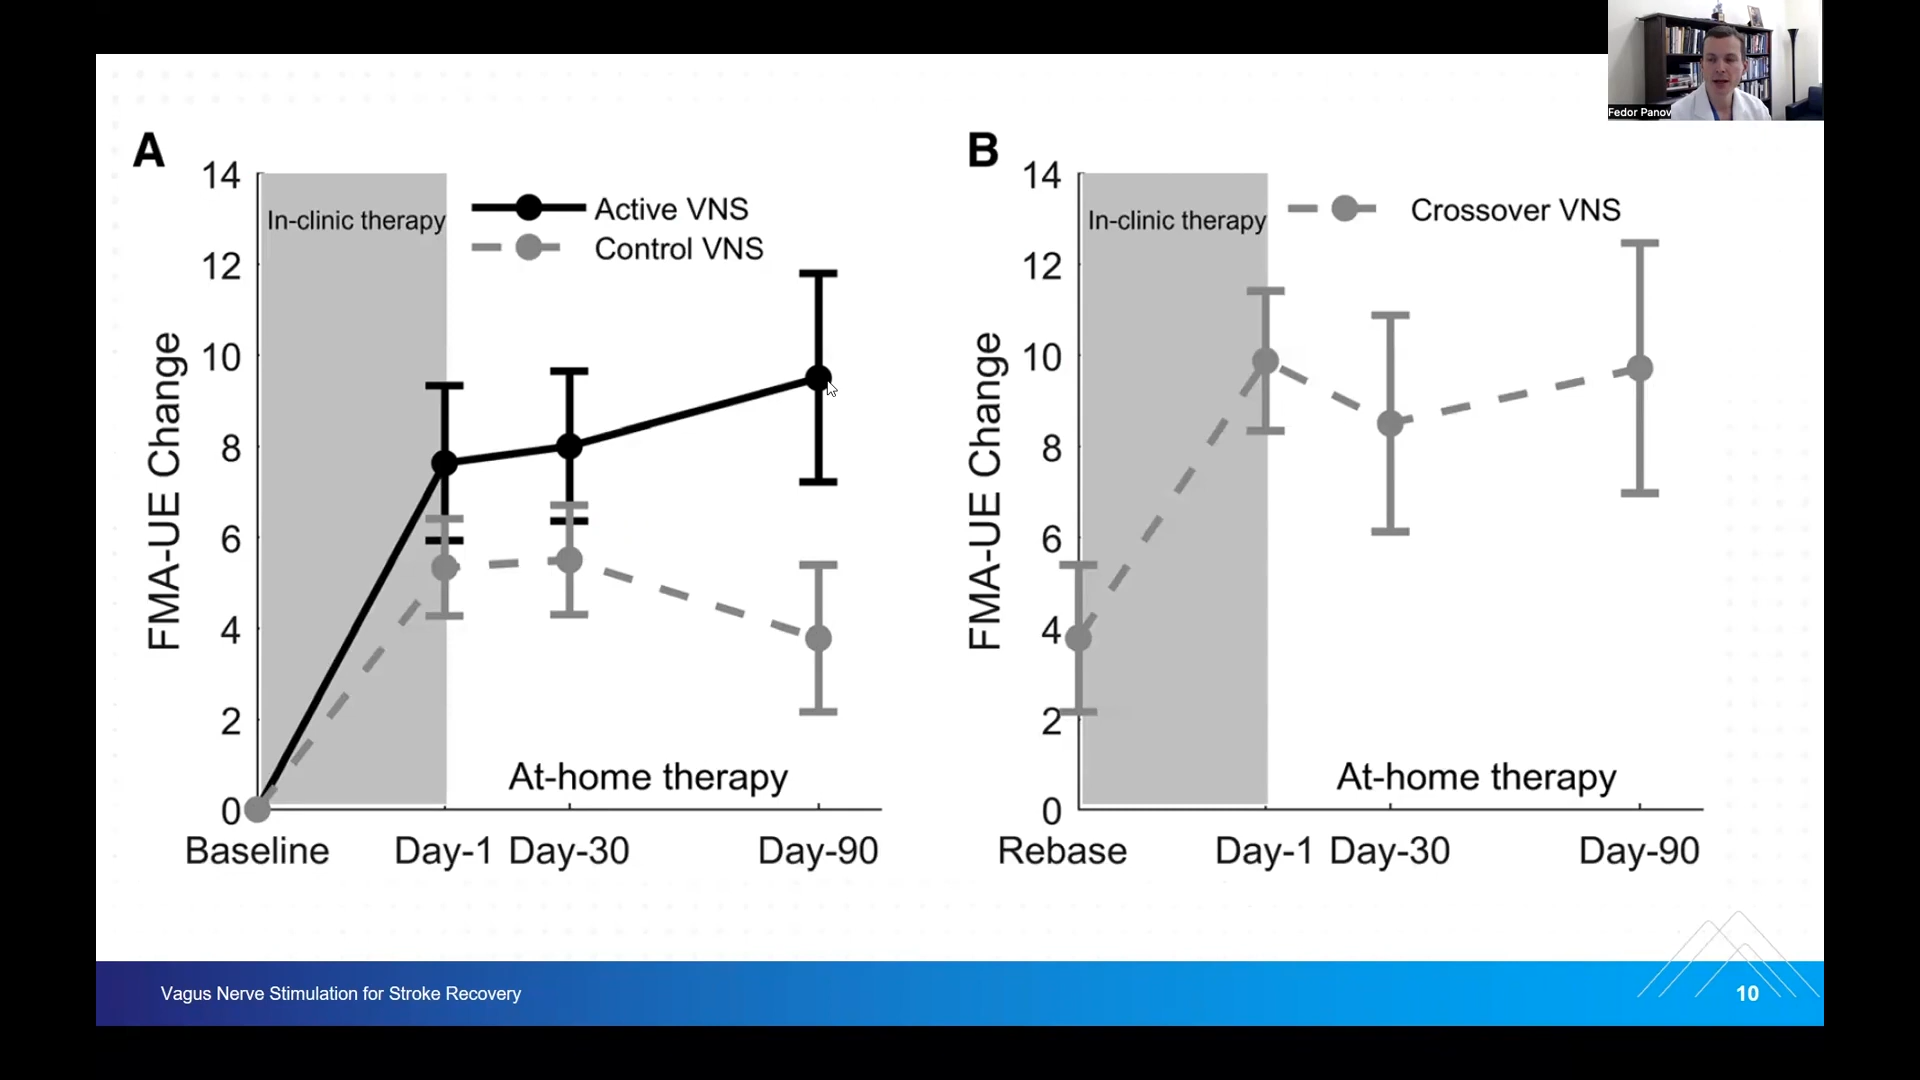 Fedor Panov
A
14
12
10
8
6
4
2
0
FMA-UE Change
In-clinic therapy
Active VNS
Control VNS
At-home therapy
Baseline
Day-1
Day-30
Day-90
B
14
12
10
8
6
4
2
0
FMA-UE Change
In-clinic therapy
Crossover VNS
At-home therapy
Rebase
Day-1
Day-30
Day-90
Vagus Nerve Stimulation for Stroke Recovery
10